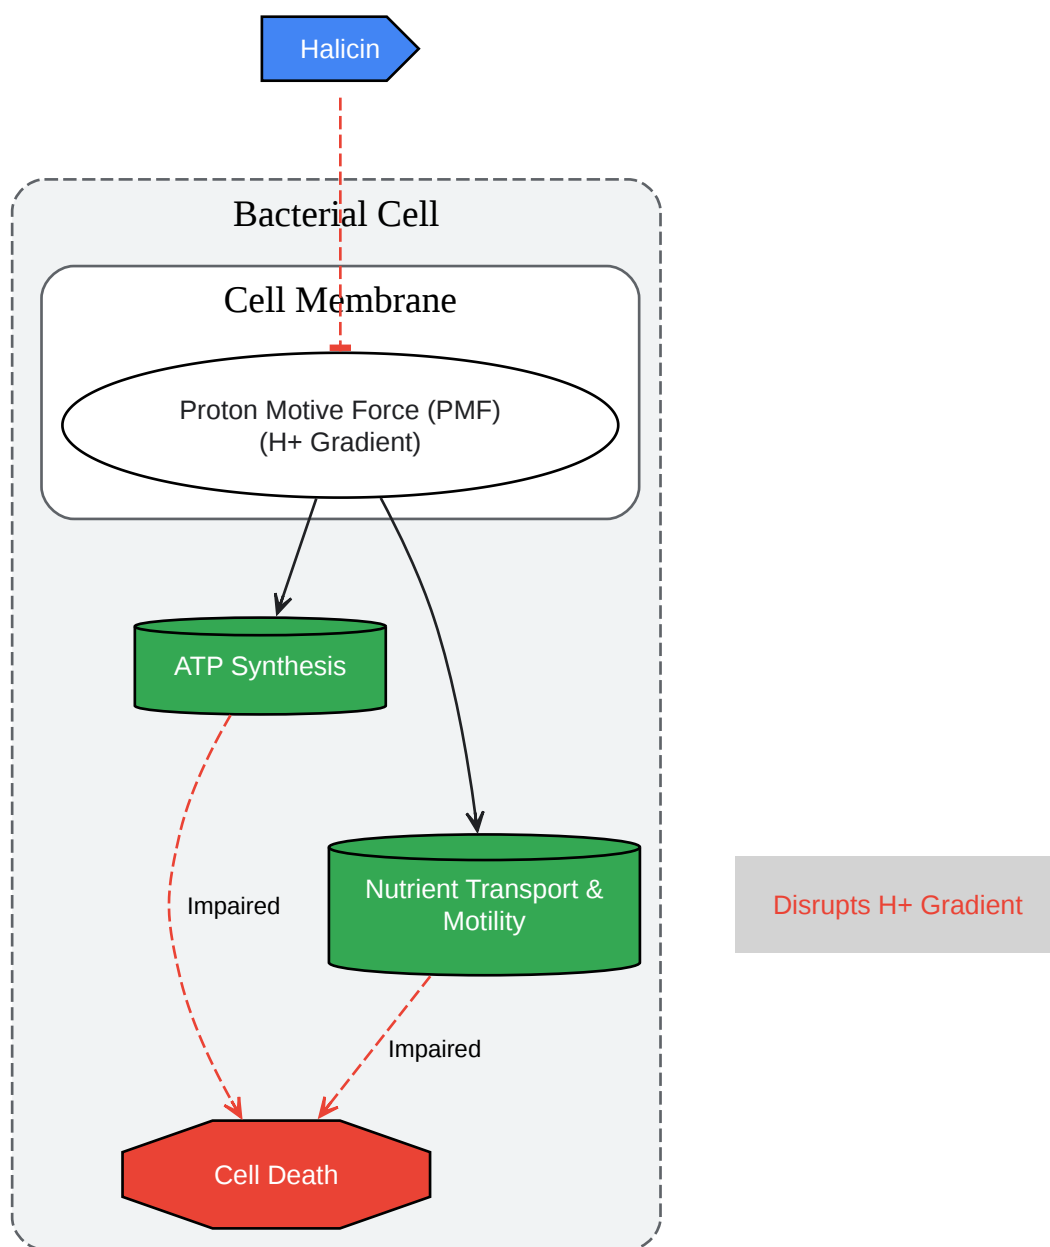 Halicin
Bacterial Cell
Cell Membrane
Proton Motive Force (PMF)
(H+ Gradient)
ATP Synthesis
Nutrient Transport &
Motility
Disrupts H+ Gradient
Impaired
Impaired
Cell Death